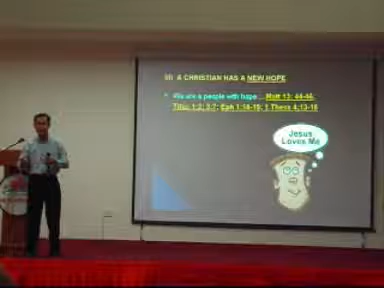 III) A CHRISTIAN HAS A NEW HOPE
We are a people with hope... Matt 13: 44-46,
Titus 1:2; 3:7; Eph 1:18-19; 1 Thess 4:13-18
Jesus
Loves Me